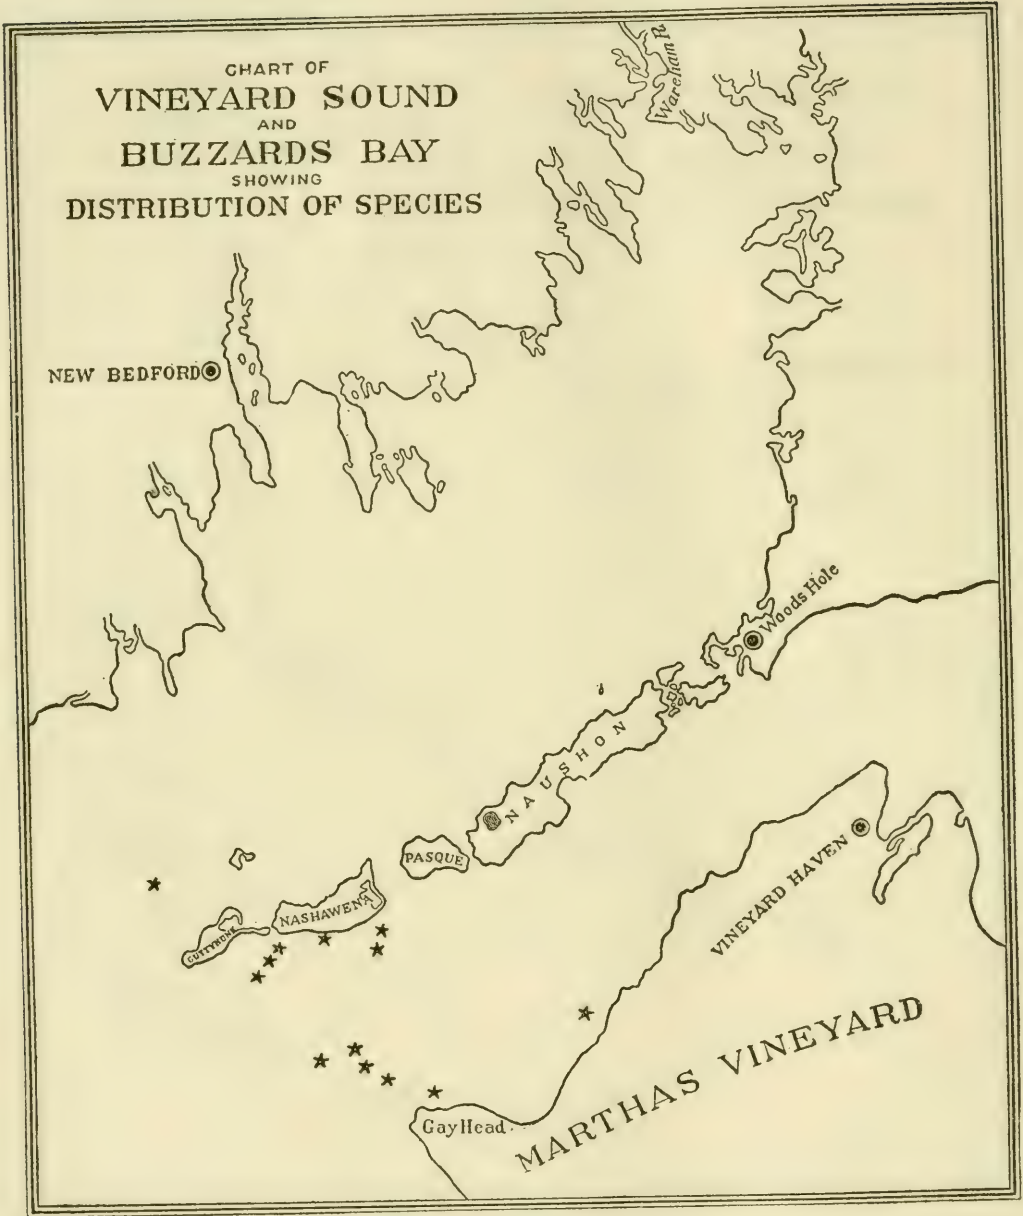 CHART OF
VINEYARD SOUND
AND
BUZZARDS BAY
SHOWING
DISTRIBUTION OF SPECIES
Wareham R.
NEW BEDFORD
Woods Hole
NAUSHON
PASQUE
NASHAWENA
CUTTYHUNK
VINEYARD HAVEN
MARTHAS VINEYARD
Gay Head